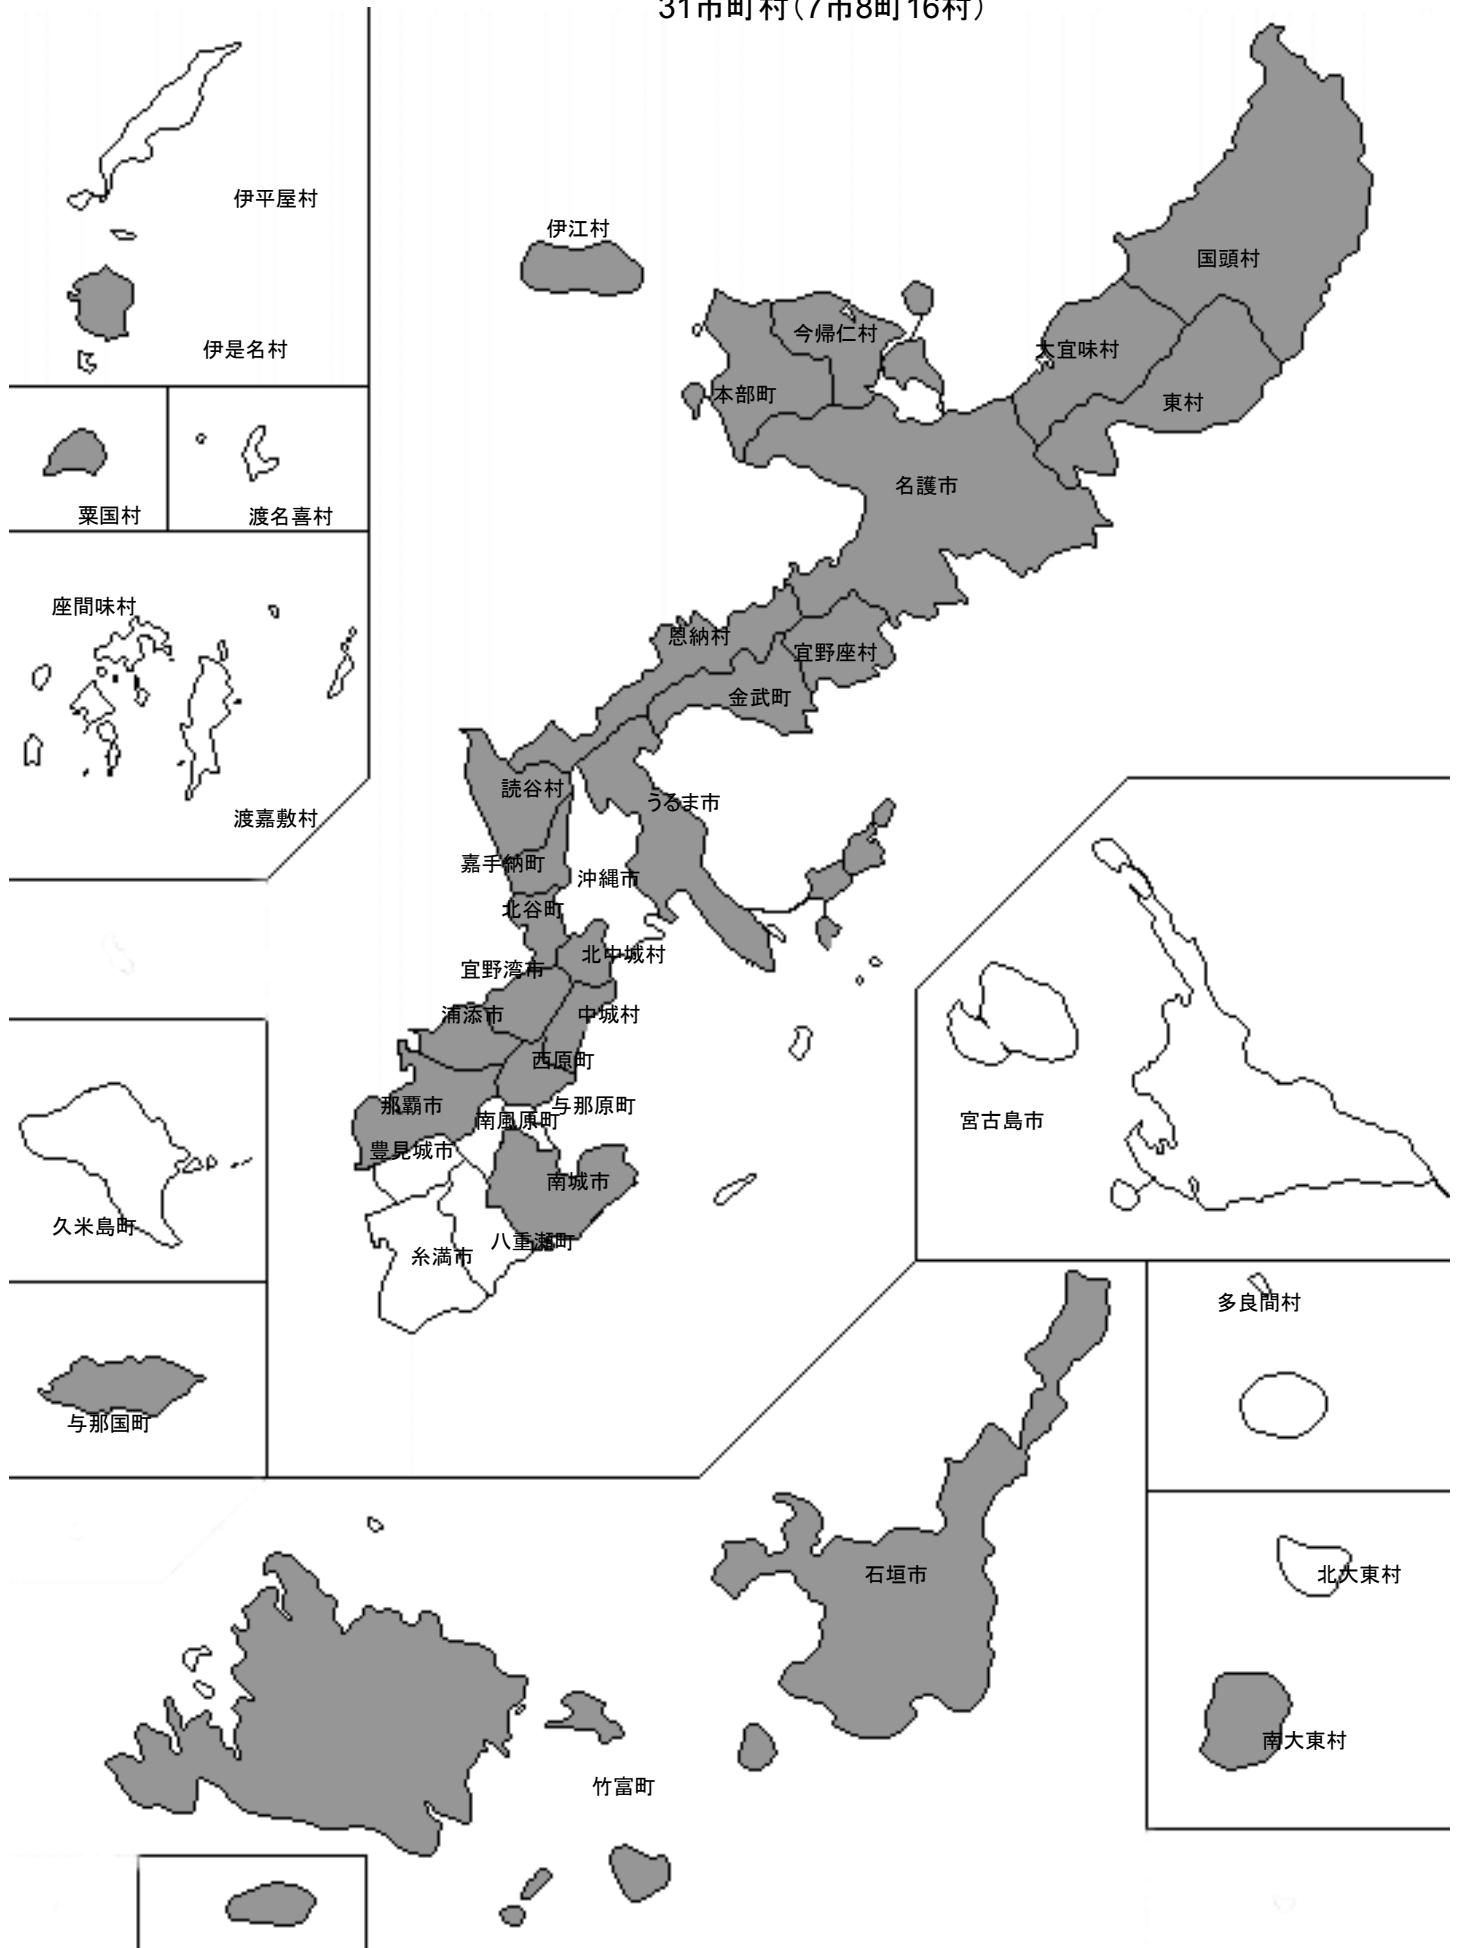 31市町村(7市8町16村)
伊平屋村
伊江村
国頭村
今帰仁村
大宜味村
伊是名村
本部町
東村
名護市
粟国村
渡名喜村
座間味村
恩納村
宜野座村
金武町
読谷村
うるま市
渡嘉敷村
嘉手納町
沖縄市
北谷町
北中城村
宜野湾市
浦添市
中城村
西原町
那覇市
与那原町
南風原町
宮古島市
豊見城市
南城市
久米島町
八重瀬町
糸満市
多良間村
与那国町
石垣市
北大東村
南大東村
竹富町